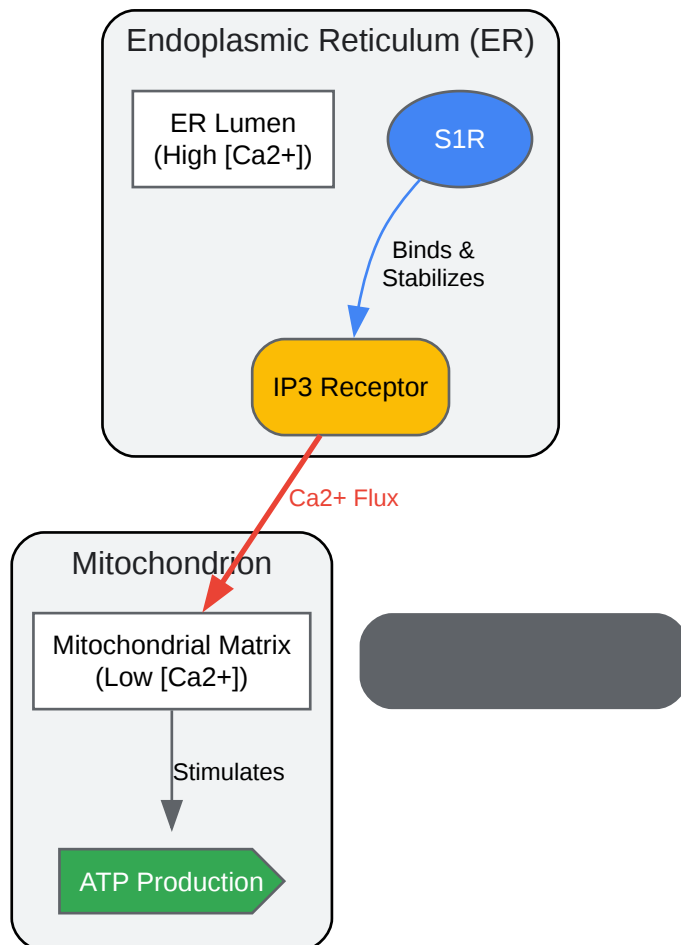 Endoplasmic Reticulum (ER)
ER Lumen
(High [Ca2+])
S1R
Binds &
Stabilizes
IP3 Receptor
Ca2+ Flux
Mitochondrion
Mitochondrial Matrix
(Low [Ca2+])
Stimulates
ATP Production